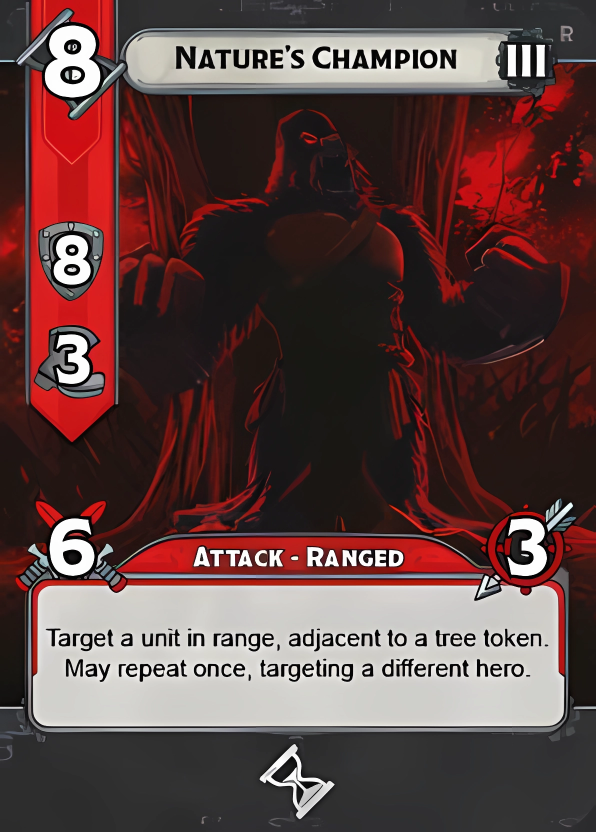 8
NATURE'S CHAMPION
III
R
8
3
6
ATTACK - RANGED
3
Target a unit in range, adjacent to a tree token.
May repeat once, targeting a different hero.